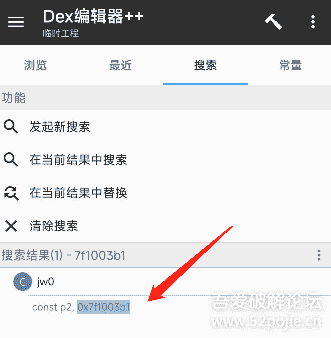 Dex编辑器++
临时工程
浏览
最近
搜索
常量
功能
发起新搜索
在当前结果中搜索
在当前结果中替换
清除搜索
搜索结果(1) - 7f1003b1
C jw0
const p2, 0x7f1003b1
吾爱破解论坛
www.52pojie.cn